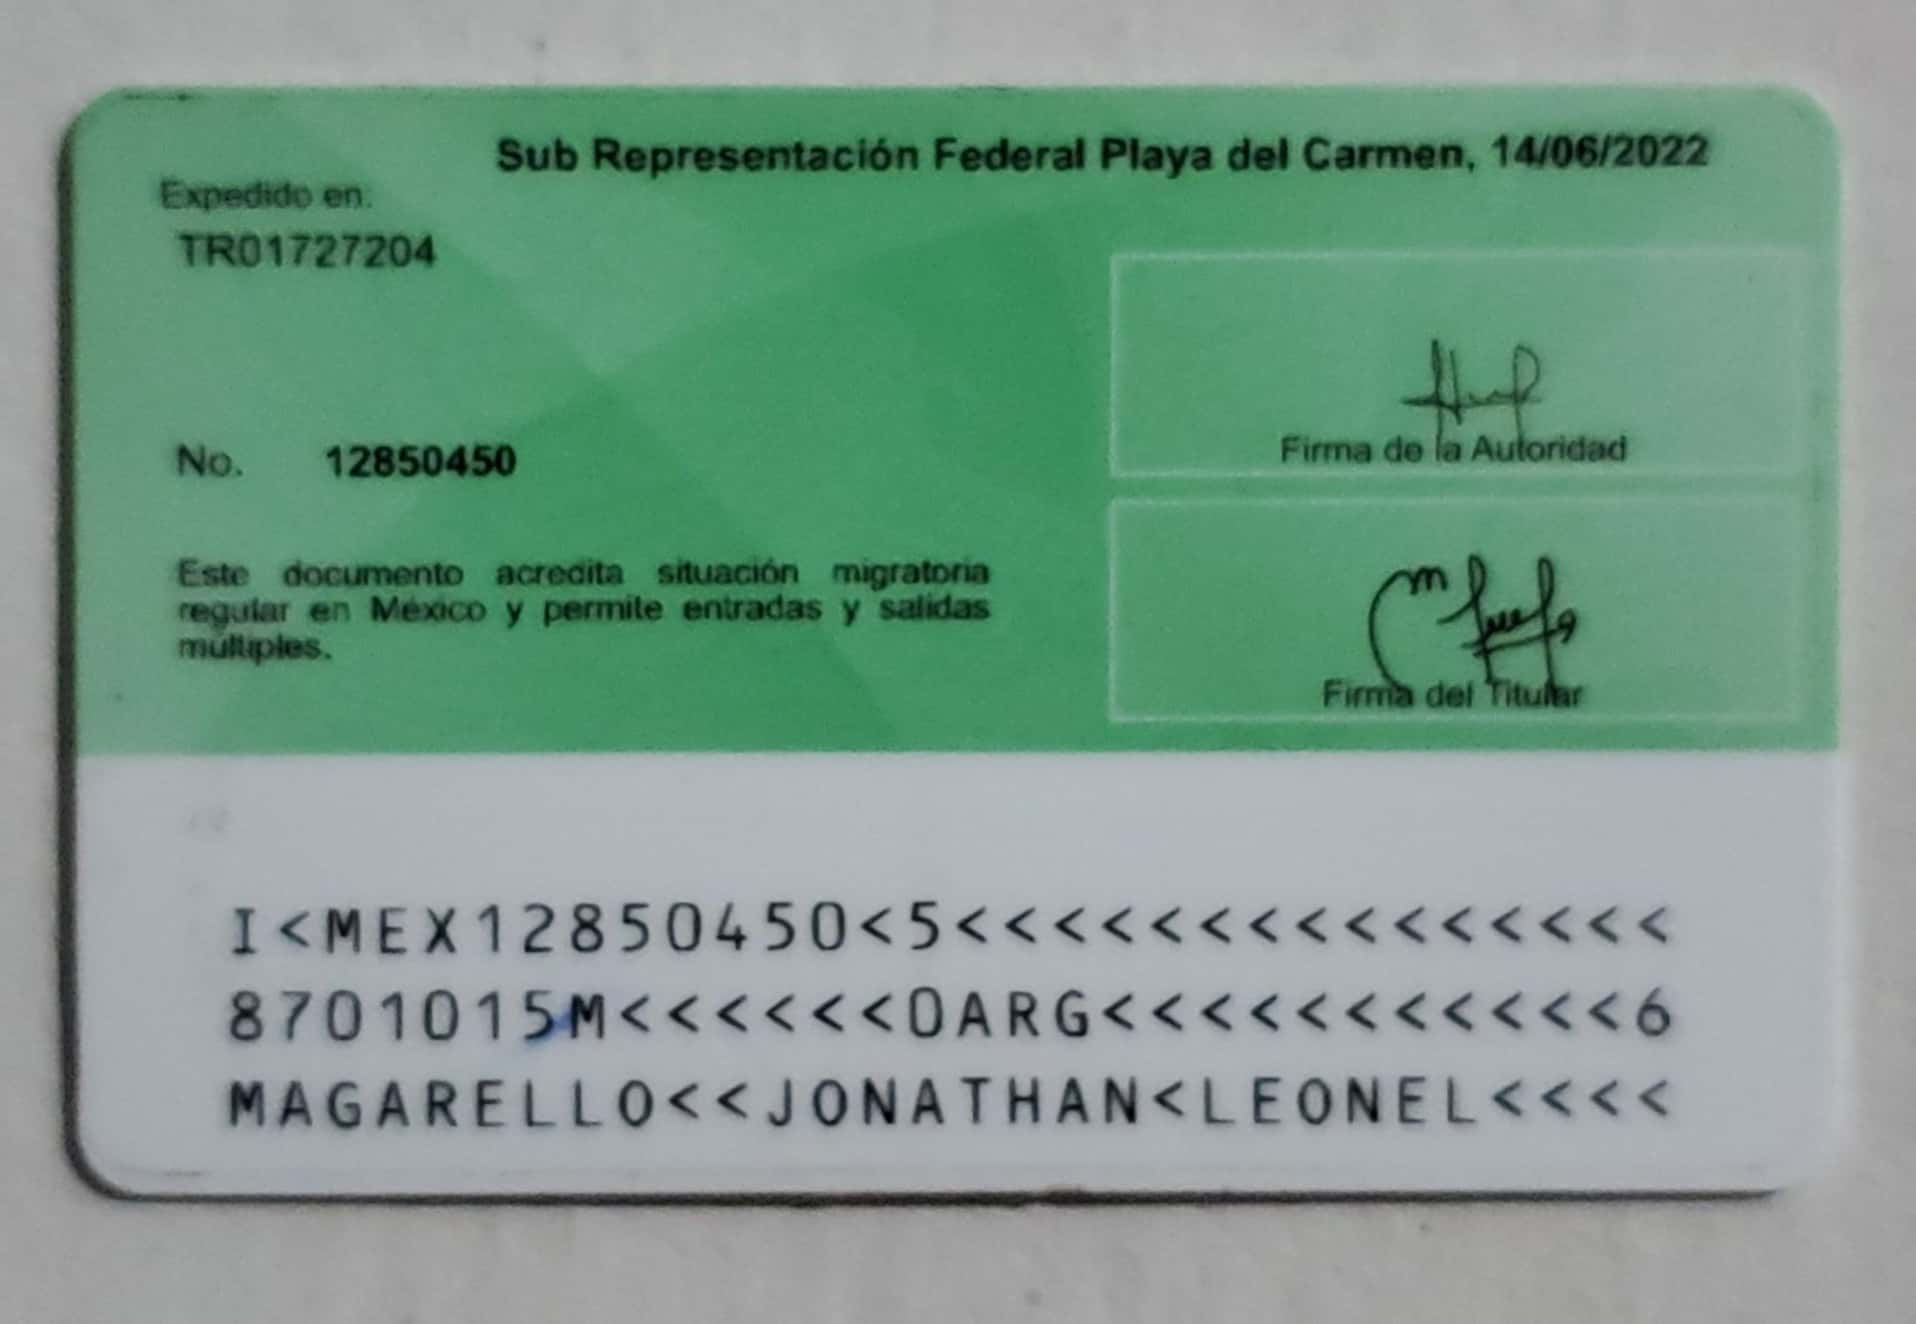 Sub Representación Federal Playa del Carmen, 14/06/2022
Expedido en:
TR01727204
No. 12850450
Firma de la Autoridad
Este documento acredita situación migratoria
regular en México y permite entradas y salidas
múltiples.
Firma del Titular
I<MEX12850450<5<<<<<<<<<<<<<<<
8701015M<<<<<<0ARG<<<<<<<<<<<6
MAGARELLO<<JONATHAN<LEONEL<<<<